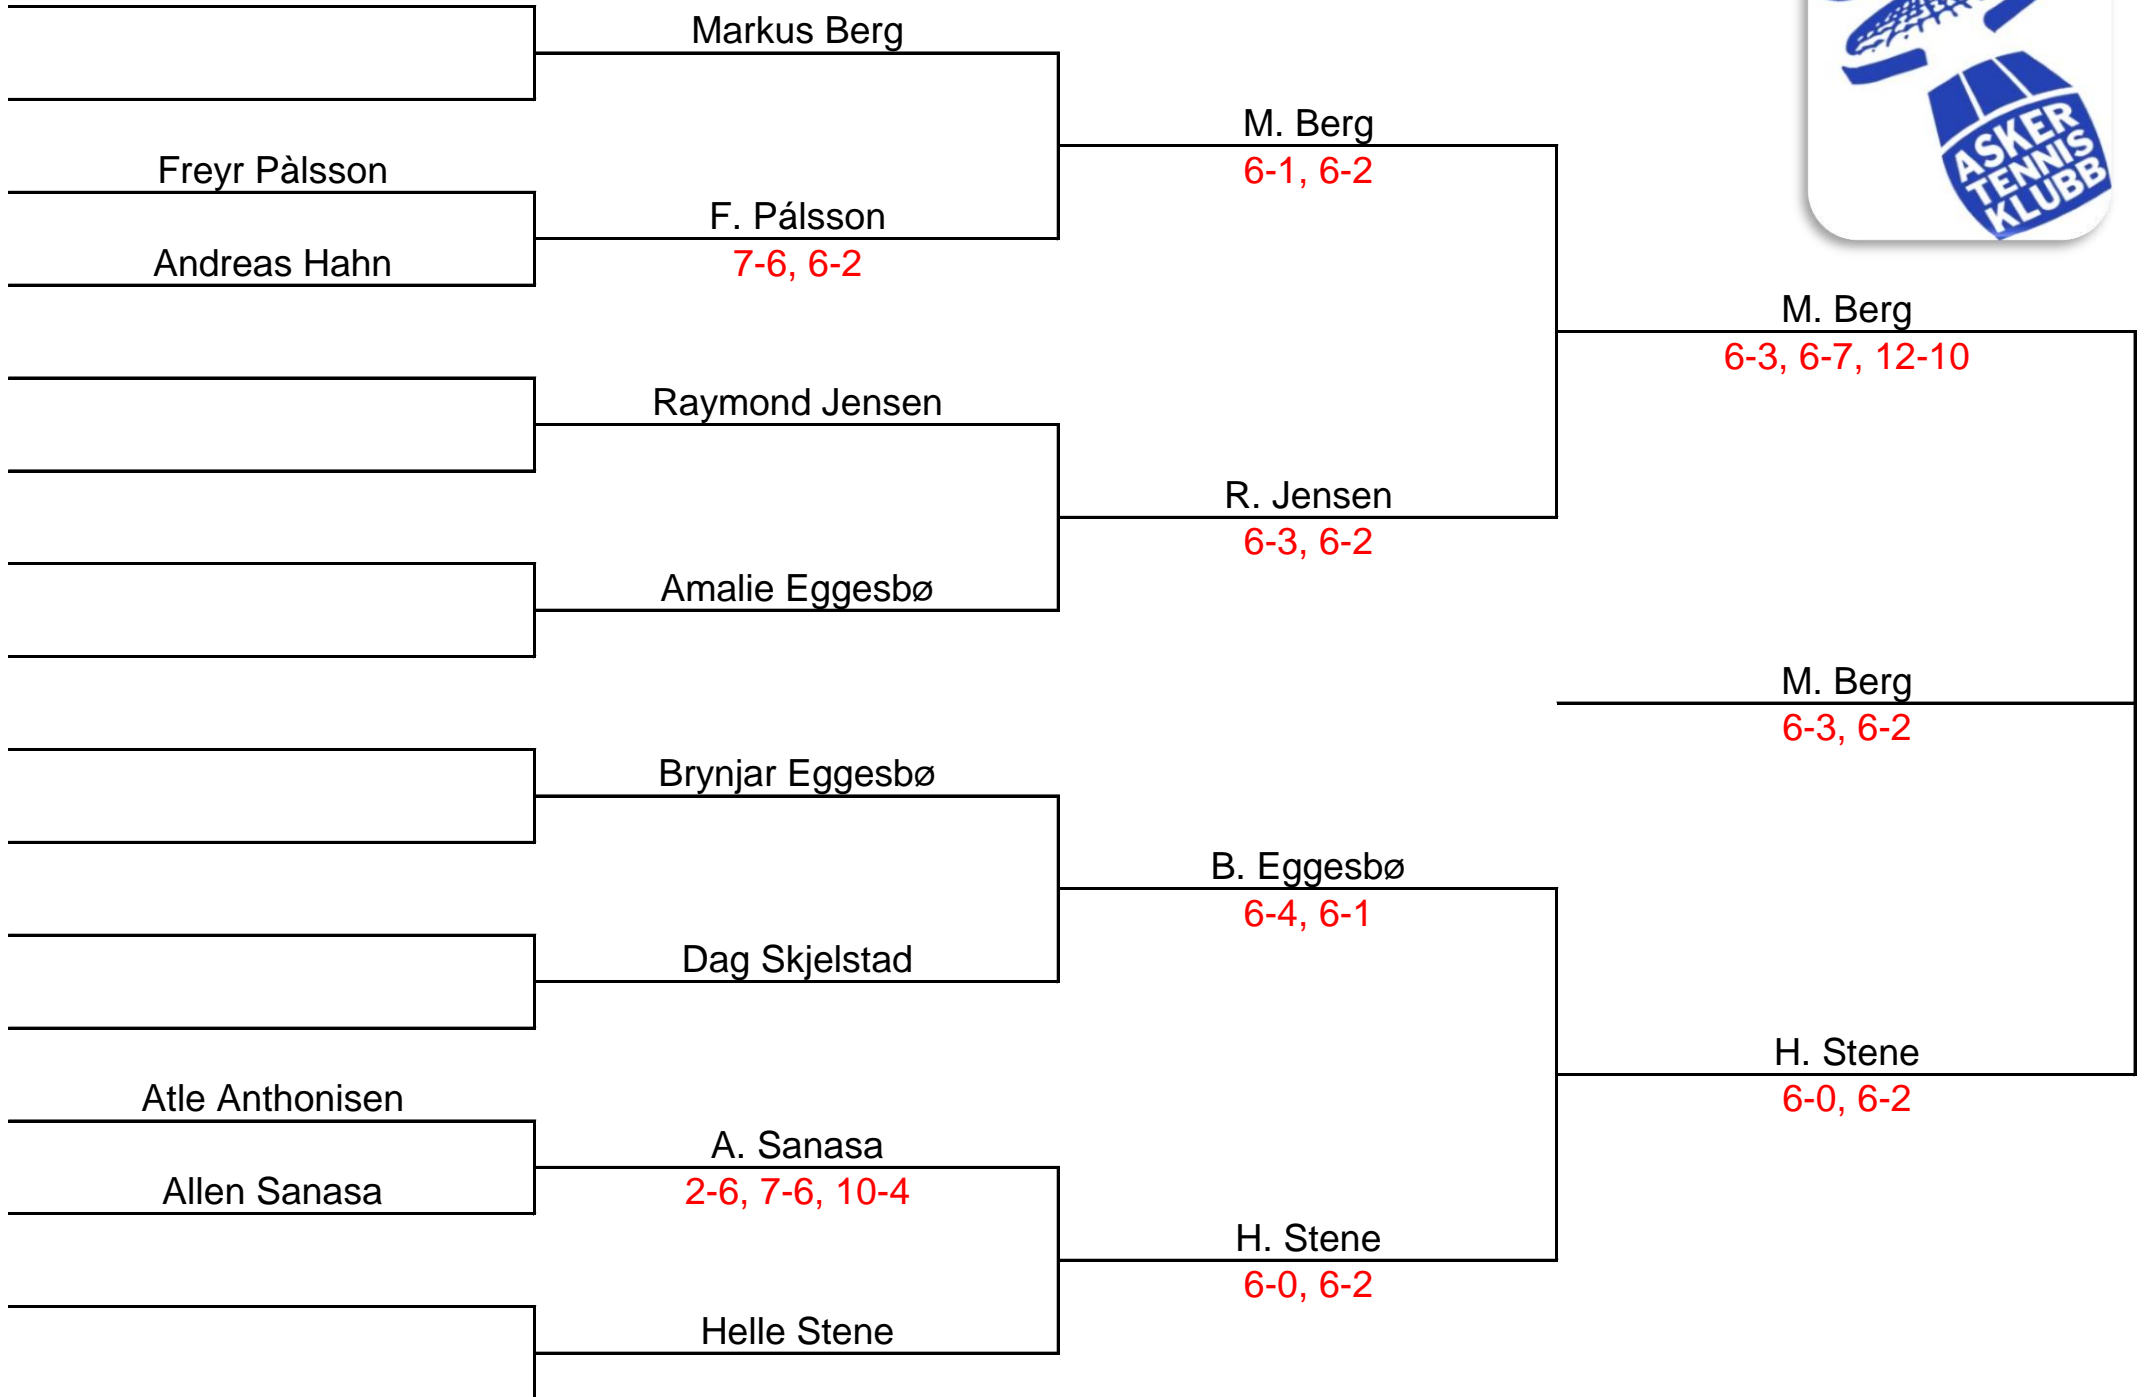 Markus Berg
M. Berg
6-1, 6-2
Freyr Pàlsson
F. Pálsson
Andreas Hahn
7-6, 6-2
ASKER
TENNIS
KLUBB
M. Berg
6-3, 6-7, 12-10
Raymond Jensen
R. Jensen
6-3, 6-2
Amalie Eggesbø
M. Berg
6-3, 6-2
Brynjar Eggesbø
B. Eggesbø
6-4, 6-1
Dag Skjelstad
H. Stene
6-0, 6-2
Atle Anthonisen
A. Sanasa
Allen Sanasa
2-6, 7-6, 10-4
H. Stene
6-0, 6-2
Helle Stene